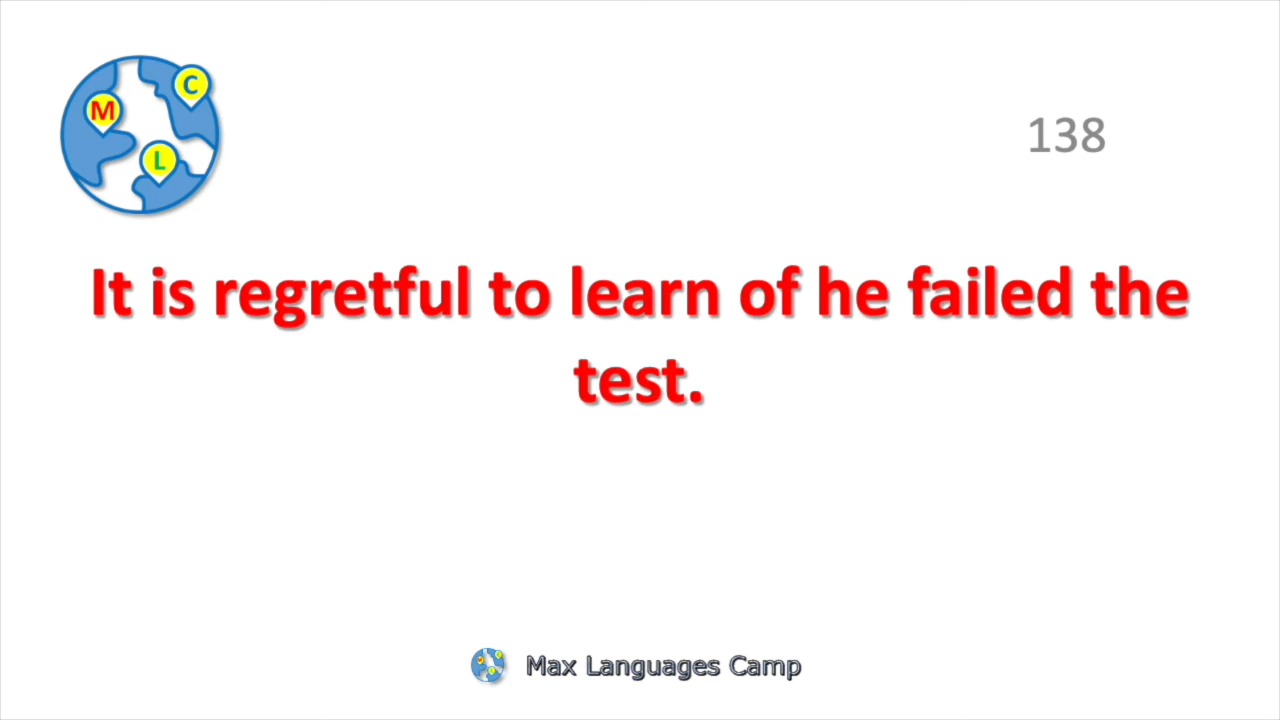 C
M
L
138
It is regretful to learn of he failed the
test.
Max Languages Camp